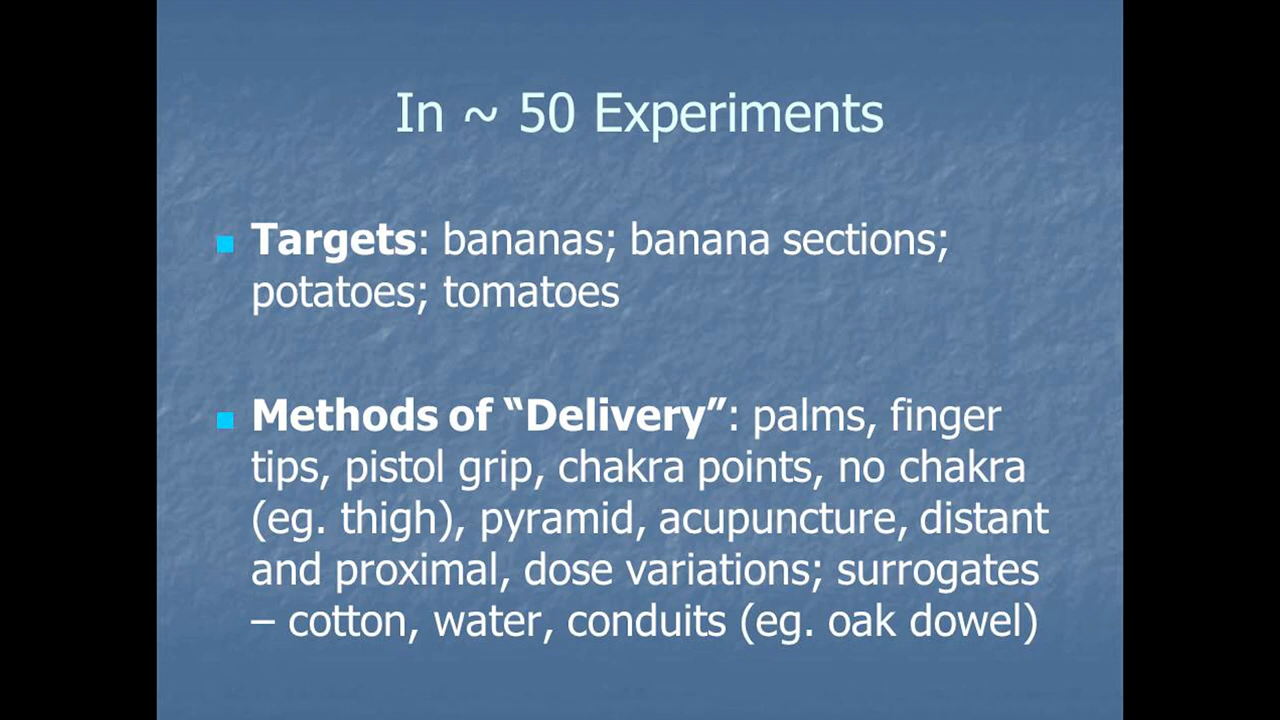 In ~ 50 Experiments
Targets: bananas; banana sections;
potatoes; tomatoes
Methods of “Delivery”: palms, finger
tips, pistol grip, chakra points, no chakra
(eg. thigh), pyramid, acupuncture, distant
and proximal, dose variations; surrogates
– cotton, water, conduits (eg. oak dowel)